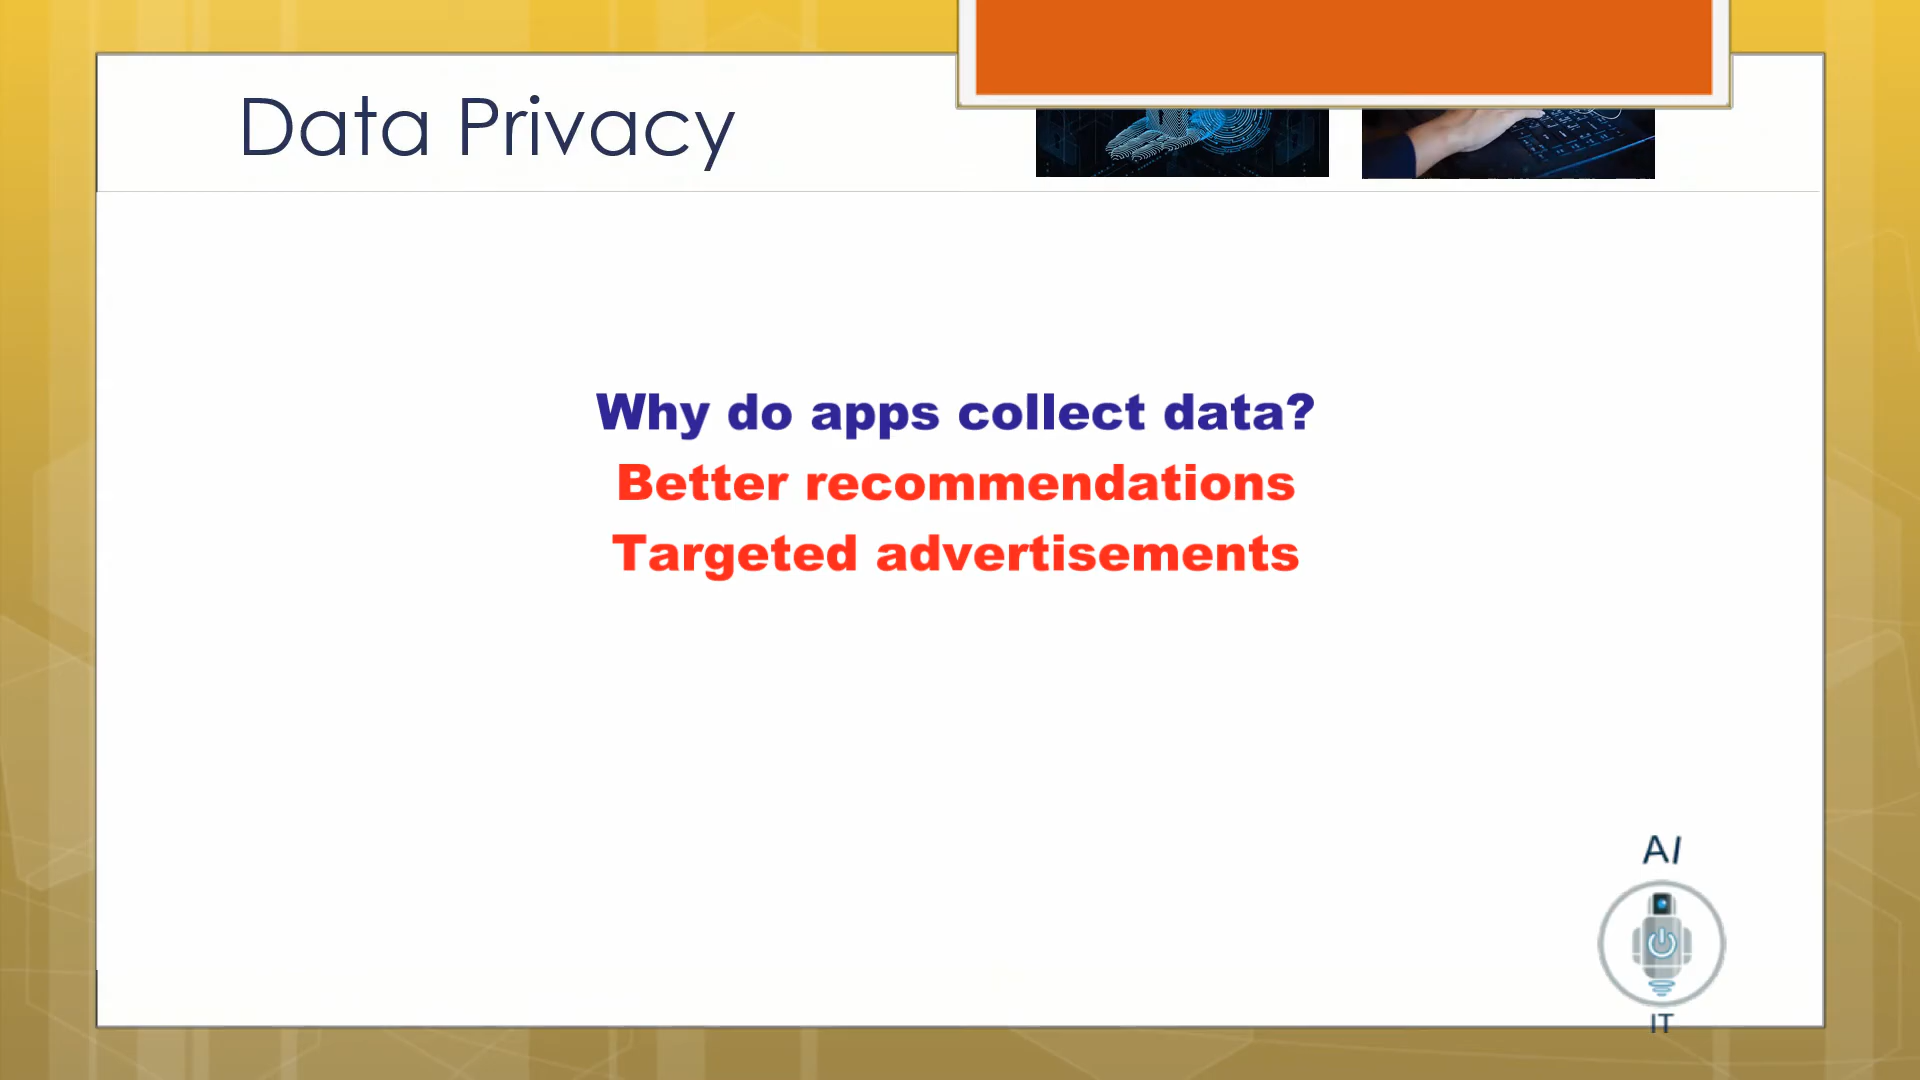 Data Privacy
Why do apps collect data?
Better recommendations
Targeted advertisements
AI
IT